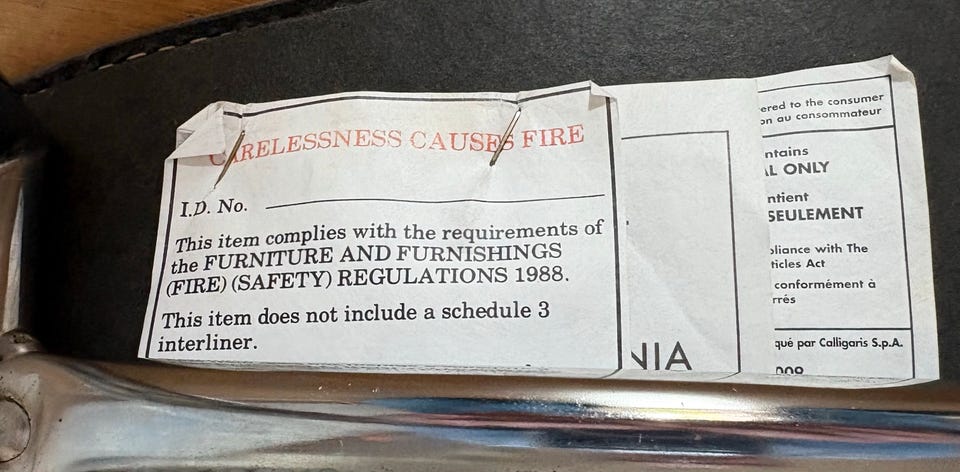 CARELESSNESS CAUSES FIRE
I.D. No.
This item complies with the requirements of
the FURNITURE AND FURNISHINGS
(FIRE) (SAFETY) REGULATIONS 1988.
This item does not include a schedule 3
interliner.
NIA
ered to the consumer
on au consommateur
ntains
AL ONLY
ntient
SEULEMENT
pliance with The
ticles Act
conformément à
rrés
qué par Calligaris S.p.A.